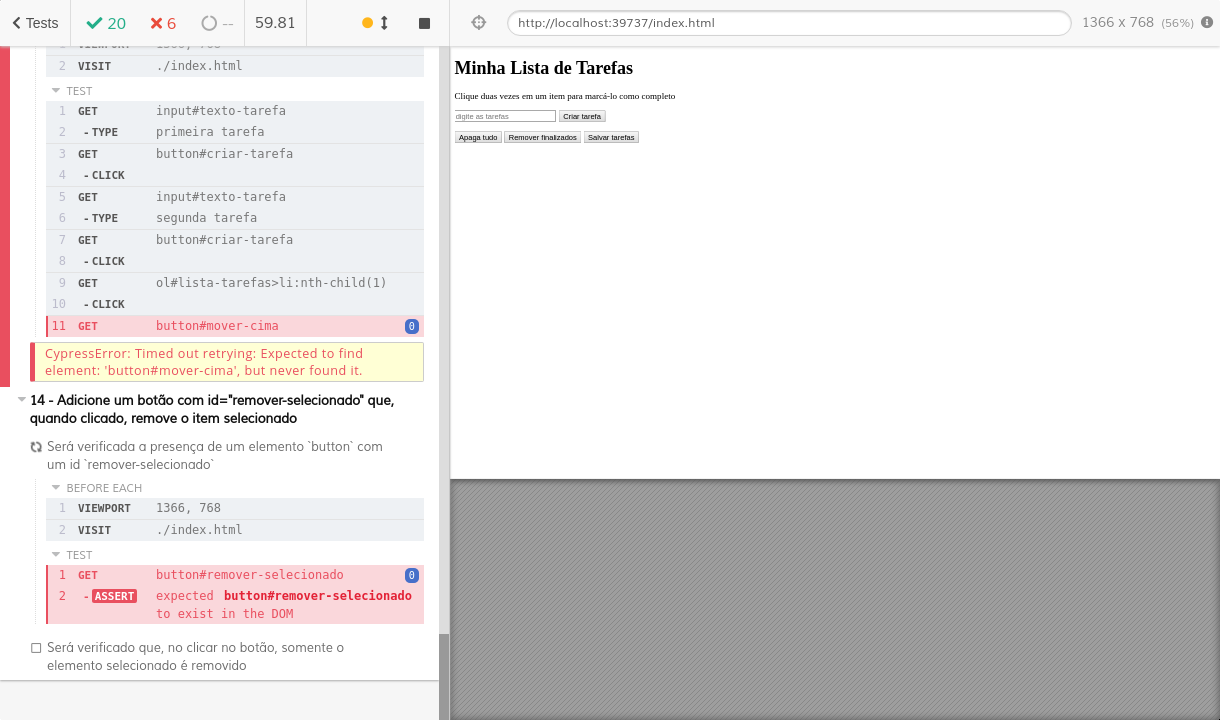 Tests
20
6
--
59.81
http://localhost:39737/index.html
1366 x 768 (56%)
1 VIEWPORT 1366, 768
2 VISIT ./index.html
TEST
1 GET input#texto-tarefa
2 -TYPE primeira tarefa
3 GET button#criar-tarefa
4 -CLICK
5 GET input#texto-tarefa
6 -TYPE segunda tarefa
7 GET button#criar-tarefa
8 -CLICK
9 GET ol#lista-tarefas>li:nth-child(1)
10 -CLICK
11 GET button#mover-cima 0
CypressError: Timed out retrying: Expected to find
element: 'button#mover-cima', but never found it.
14 - Adicione um botão com id="remover-selecionado" que,
quando clicado, remove o item selecionado
Será verificada a presença de um elemento `button` com
um id `remover-selecionado`
BEFORE EACH
1 VIEWPORT 1366, 768
2 VISIT ./index.html
TEST
1 GET button#remover-selecionado 0
2 -ASSERT expected button#remover-selecionado
to exist in the DOM
Será verificado que, no clicar no botão, somente o
elemento selecionado é removido
Minha Lista de Tarefas
Clique duas vezes em um item para marcá-lo como completo
digite as tarefas Criar tarefa
Apaga tudo Remover finalizados Salvar tarefas